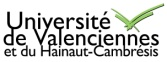 Université
de Valenciennes
et du Hainaut-Cambrésis